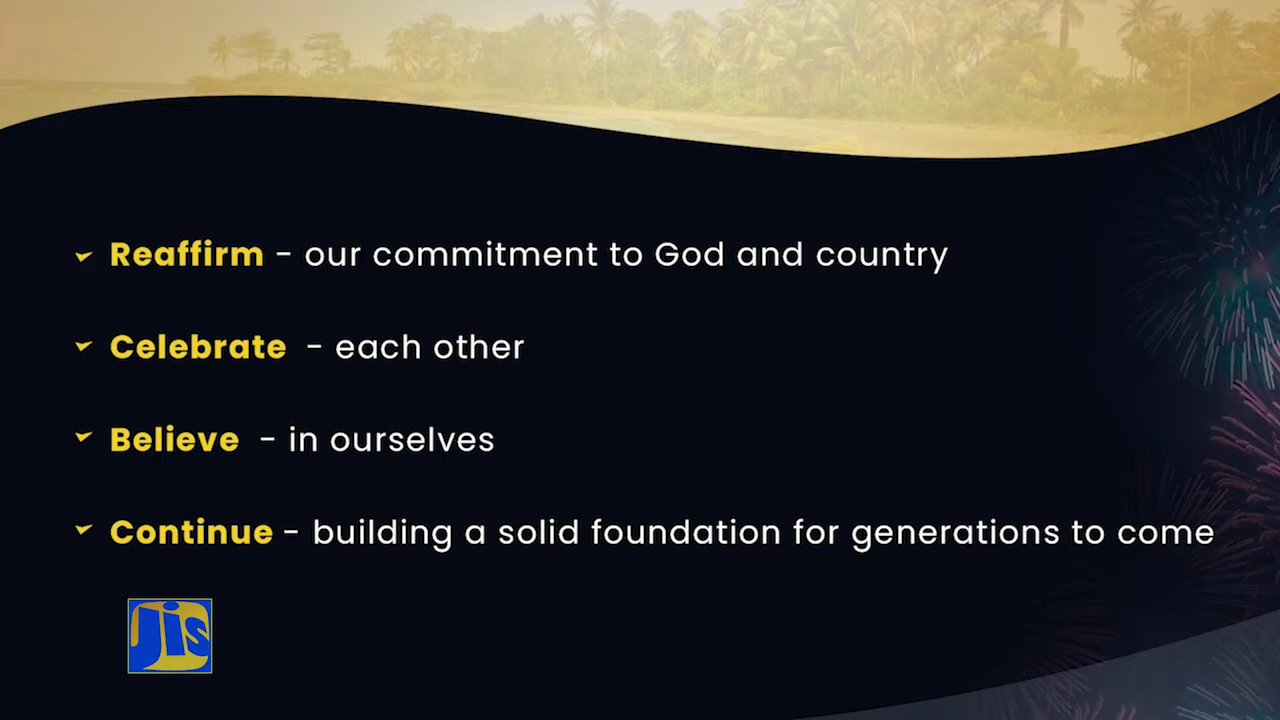 Reaffirm - our commitment to God and country
Celebrate - each other
Believe - in ourselves
Continue - building a solid foundation for generations to come
Jis